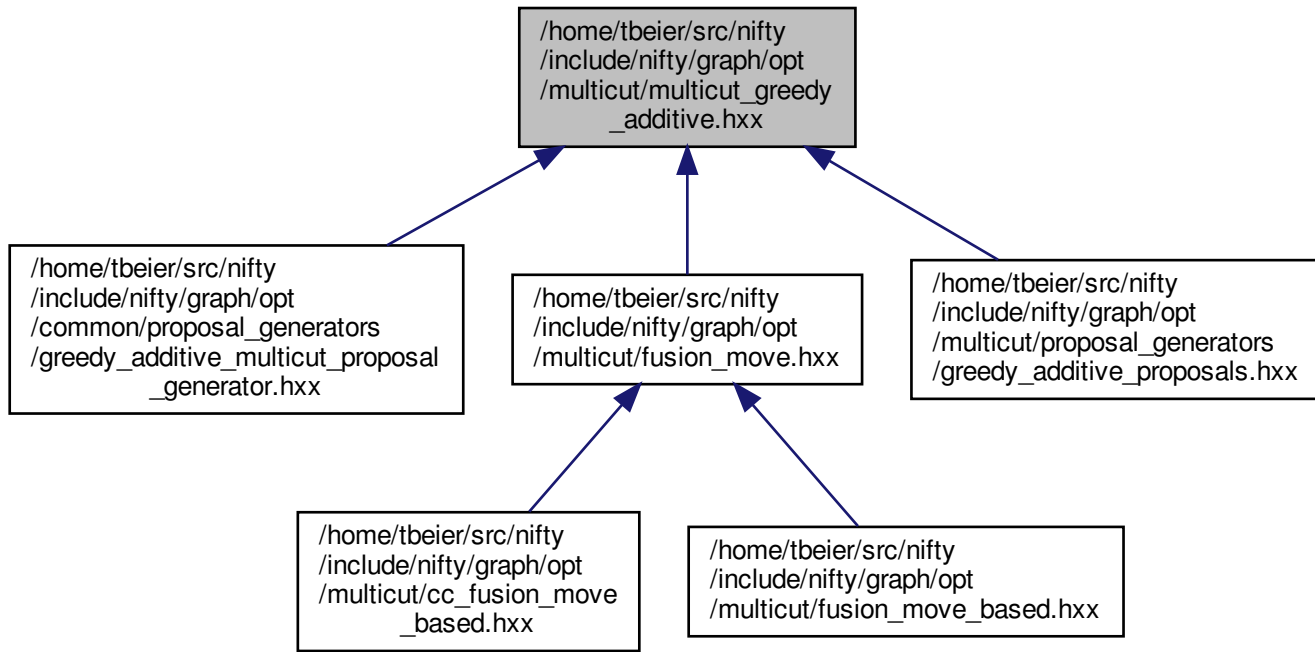 /home/tbeier/src/nifty
/include/nifty/graph/opt
/multicut/multicut_greedy
_additive.hxx
/home/tbeier/src/nifty
/include/nifty/graph/opt
/common/proposal_generators
/greedy_additive_multicut_proposal
_generator.hxx
/home/tbeier/src/nifty
/include/nifty/graph/opt
/multicut/fusion_move.hxx
/home/tbeier/src/nifty
/include/nifty/graph/opt
/multicut/proposal_generators
/greedy_additive_proposals.hxx
/home/tbeier/src/nifty
/include/nifty/graph/opt
/multicut/cc_fusion_move
_based.hxx
/home/tbeier/src/nifty
/include/nifty/graph/opt
/multicut/fusion_move_based.hxx